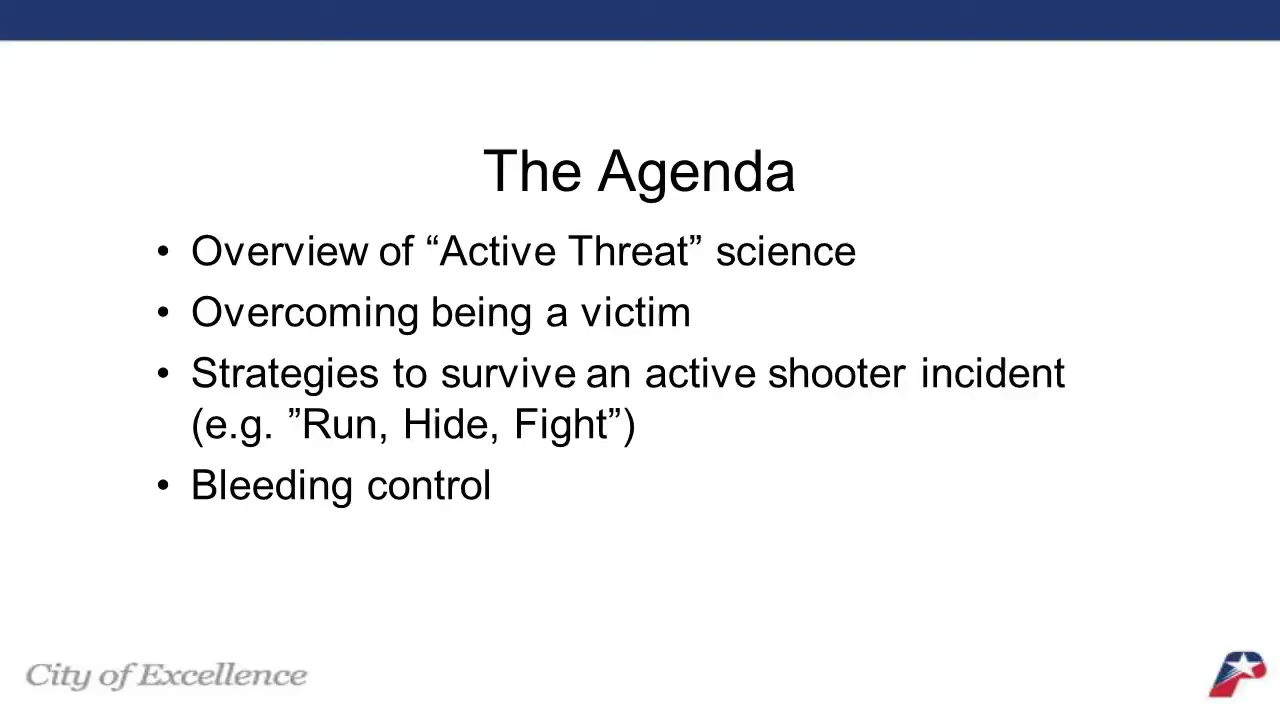 The Agenda
• Overview of “Active Threat” science
• Overcoming being a victim
• Strategies to survive an active shooter incident
(e.g. ”Run, Hide, Fight”)
• Bleeding control
City of Excellence